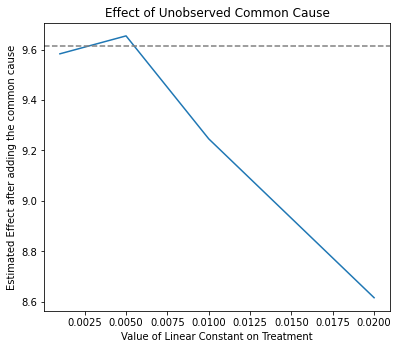 Effect of Unobserved Common Cause
Estimated Effect after adding the common cause
9.6
9.4
9.2
9.0
8.8
8.6
0.0025 0.0050 0.0075 0.0100 0.0125 0.0150 0.0175 0.0200
Value of Linear Constant on Treatment